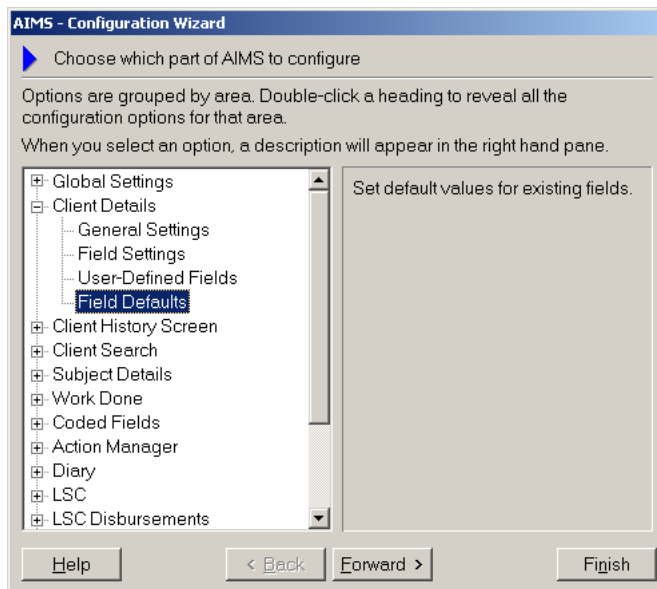 AIMS - Configuration Wizard
Choose which part of AIMS to configure
Options are grouped by area. Double-click a heading to reveal all the
configuration options for that area.
When you select an option, a description will appear in the right hand pane.
Global Settings
Client Details
General Settings
Field Settings
User-Defined Fields
Field Defaults
Client History Screen
Client Search
Subject Details
Work Done
Coded Fields
Action Manager
Diary
LSC
LSC Disbursements
Set default values for existing fields.
Help
< Back
Forward >
Finish